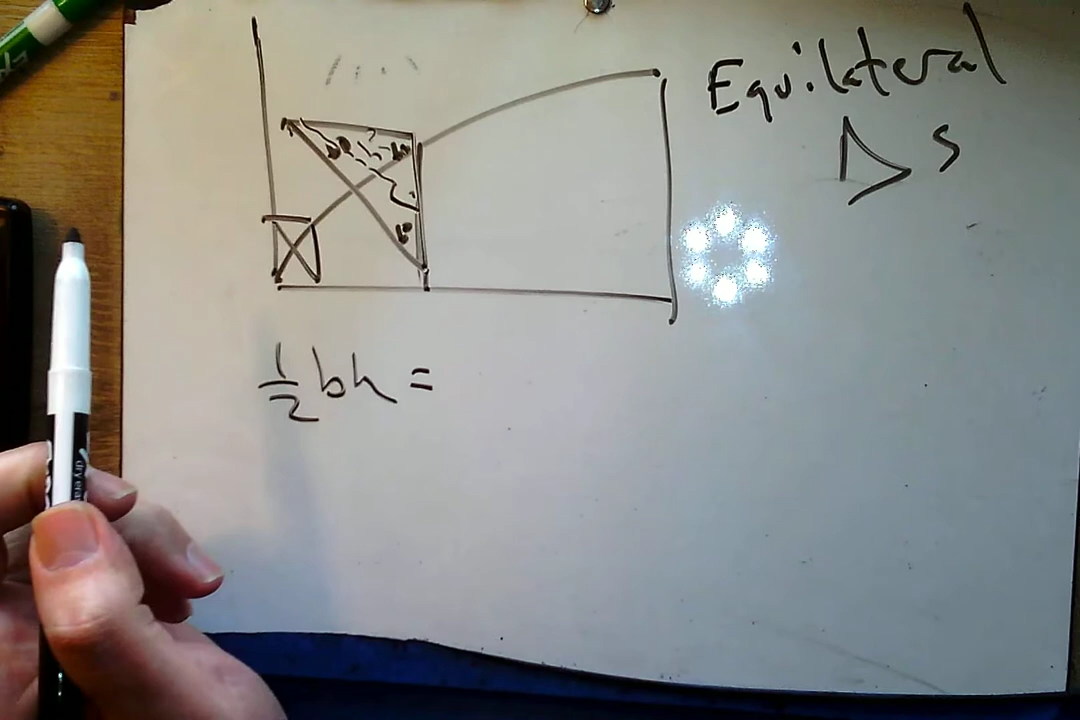 Equilateral
s
½bh =